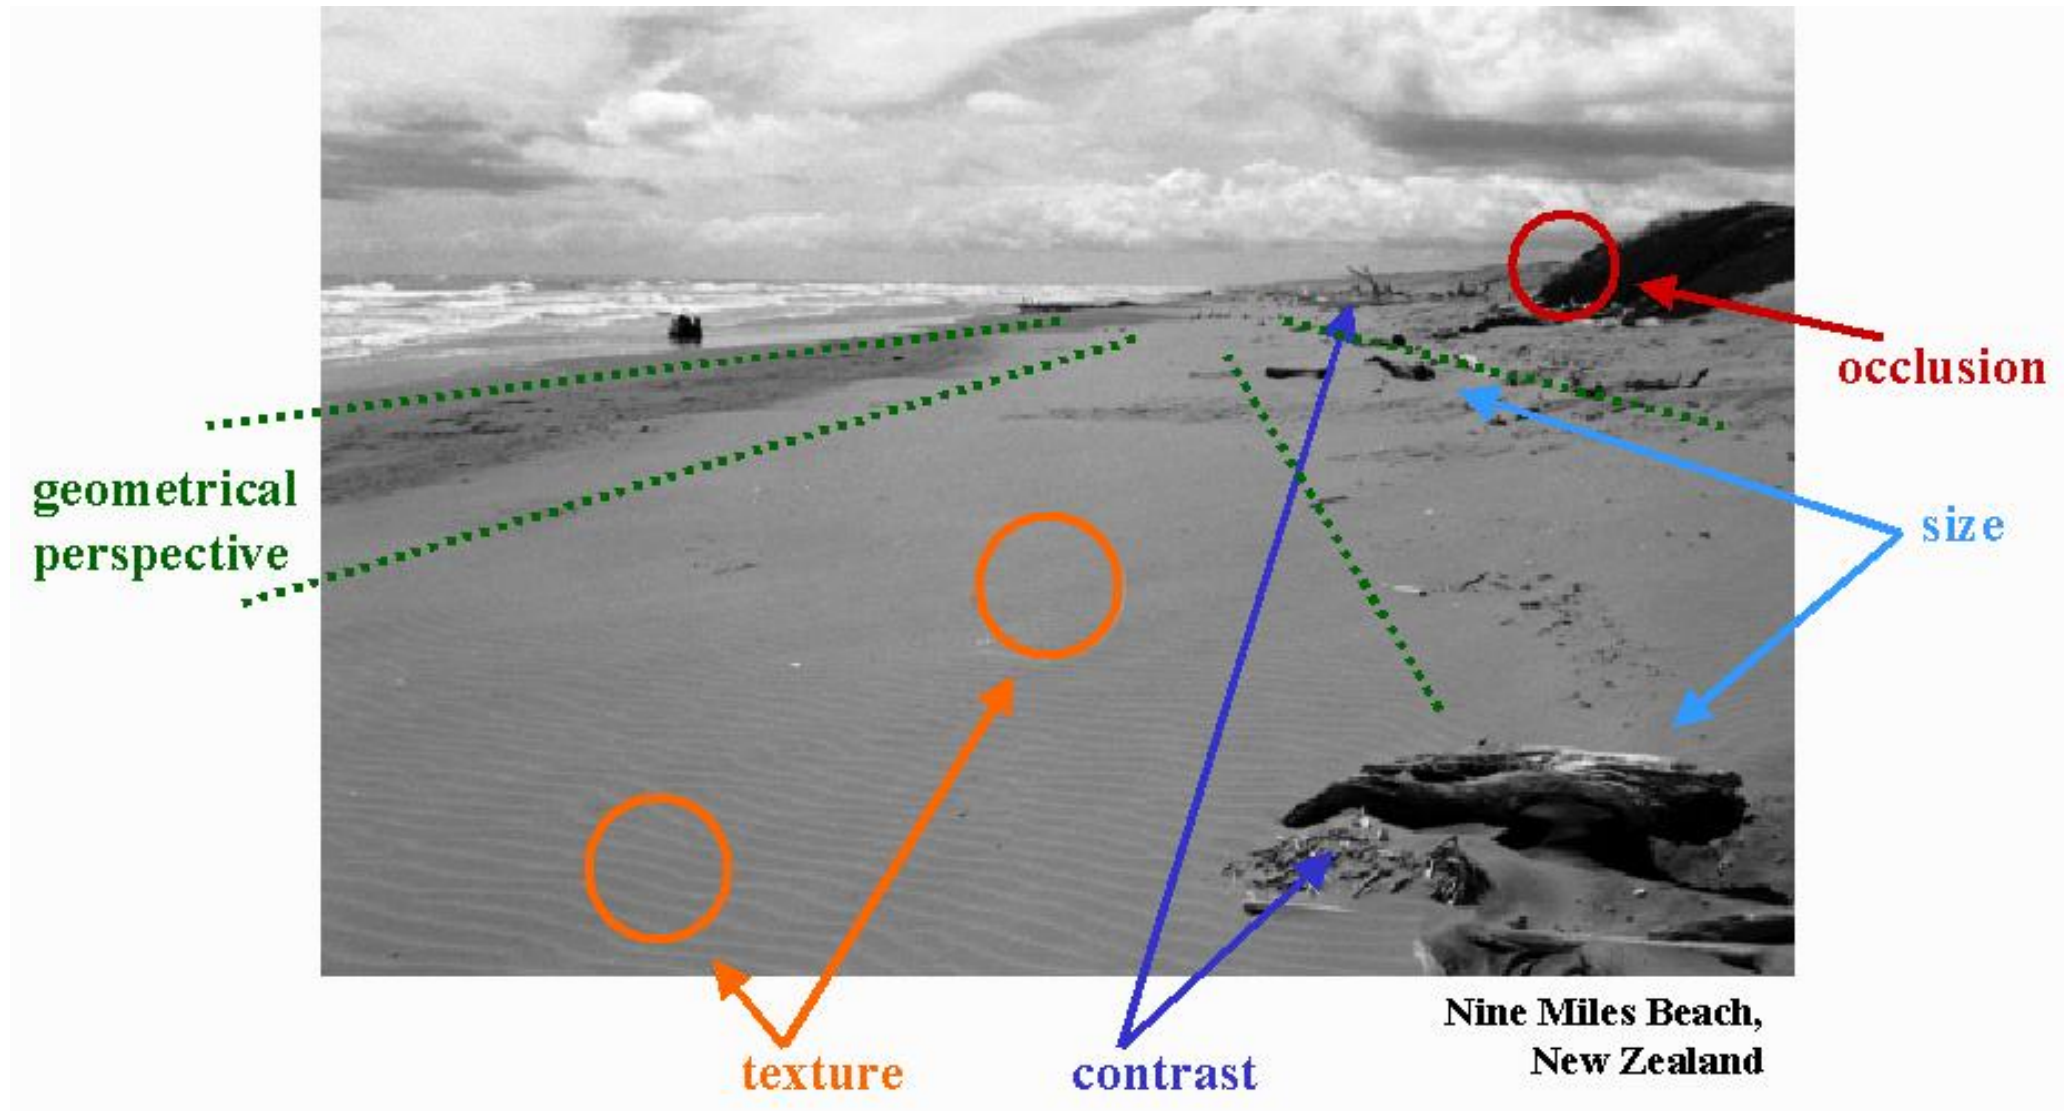 occlusion
geometrical
perspective
size
texture
contrast
Nine Miles Beach,
New Zealand